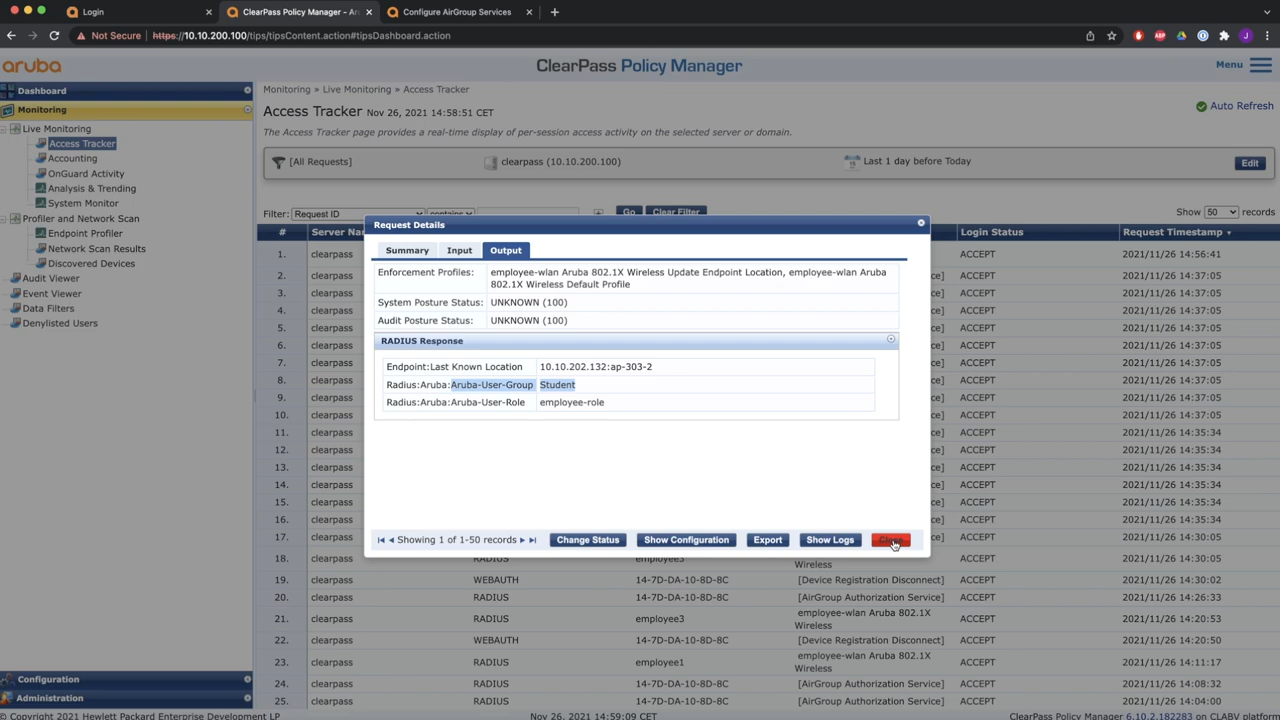 Login
ClearPass Policy Manager - Ar
Configure AirGroup Services
Not Secure
https://10.10.200.100/tips/tipsContent.action#tipsDashboard.action
ABP
J
aruba
ClearPass Policy Manager
Menu
Dashboard
Monitoring
Live Monitoring
Access Tracker
Accounting
OnGuard Activity
Analysis & Trending
System Monitor
Profiler and Network Scan
Endpoint Profiler
Network Scan Results
Discovered Devices
Audit Viewer
Event Viewer
Data Filters
Denylisted Users
Configuration
Administration
Monitoring » Live Monitoring » Access Tracker
Access Tracker Nov 26, 2021 14:58:51 CET
Auto Refresh
The Access Tracker page provides a real-time display of per-session access activity on the selected server or domain.
[All Requests]
clearpass (10.10.200.100)
Last 1 day before Today
Edit
Filter: Request ID contains Go Clear Filter
Show 50 records
# Server Nam Login Status Request Timestamp
1. clearpass ce] ACCEPT 2021/11/26 14:56:41
2. clearpass ce] ACCEPT 2021/11/26 14:37:05
3. clearpass ce] ACCEPT 2021/11/26 14:37:05
4. clearpass ce] ACCEPT 2021/11/26 14:37:05
5. clearpass ce] ACCEPT 2021/11/26 14:37:05
6. clearpass ce] ACCEPT 2021/11/26 14:37:05
7. clearpass ce] ACCEPT 2021/11/26 14:37:05
8. clearpass ce] ACCEPT 2021/11/26 14:37:05
9. clearpass ce] ACCEPT 2021/11/26 14:37:05
10. clearpass ce] ACCEPT 2021/11/26 14:37:05
11. clearpass ce] ACCEPT 2021/11/26 14:35:34
12. clearpass ce] ACCEPT 2021/11/26 14:35:34
13. clearpass ce] ACCEPT 2021/11/26 14:35:34
14. clearpass ce] ACCEPT 2021/11/26 14:35:34
15. clearpass ce] ACCEPT 2021/11/26 14:35:34
16. clearpass ce] ACCEPT 2021/11/26 14:30:05
17. clearpass ce] ACCEPT 2021/11/26 14:30:05
18. clearpass RADIUS employee3 Wireless ACCEPT 2021/11/26 14:30:05
19. clearpass WEBAUTH 14-7D-DA-10-8D-8C [Device Registration Disconnect] ACCEPT 2021/11/26 14:30:02
20. clearpass RADIUS 14-7D-DA-10-8D-8C [AirGroup Authorization Service] ACCEPT 2021/11/26 14:26:33
21. clearpass RADIUS employee3 employee-wlan Aruba 802.1X Wireless ACCEPT 2021/11/26 14:20:53
22. clearpass WEBAUTH 14-7D-DA-10-8D-8C [Device Registration Disconnect] ACCEPT 2021/11/26 14:20:50
23. clearpass RADIUS employee1 employee-wlan Aruba 802.1X Wireless ACCEPT 2021/11/26 14:11:17
24. clearpass RADIUS 14-7D-DA-10-8D-8C [AirGroup Authorization Service] ACCEPT 2021/11/26 14:08:32
25. clearpass RADIUS 14-7D-DA-10-8D-8C [AirGroup Authorization Service] ACCEPT 2021/11/26 14:04:00
Request Details
Summary Input Output
Enforcement Profiles: employee-wlan Aruba 802.1X Wireless Update Endpoint Location, employee-wlan Aruba
802.1X Wireless Default Profile
System Posture Status: UNKNOWN (100)
Audit Posture Status: UNKNOWN (100)
RADIUS Response
Endpoint:Last Known Location 10.10.202.132:ap-303-2
Radius:Aruba:Aruba-User-Group Student
Radius:Aruba:Aruba-User-Role employee-role
Showing 1 of 1-50 records
Change Status Show Configuration Export Show Logs Close
© Copyright 2021 Hewlett Packard Enterprise Development LP
Nov 26, 2021 14:59:09 CET
ClearPass Policy Manager 6.10.2.182283 on CLABV platform